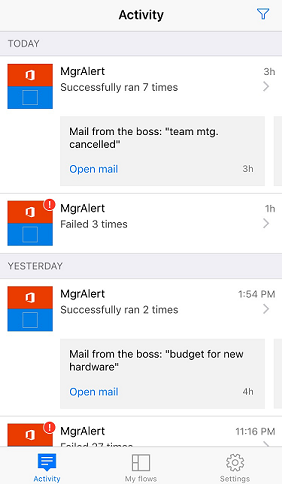 Activity
TODAY
MgrAlert
3h
Successfully ran 7 times
Mail from the boss: "team mtg.
cancelled"
Open mail
3h
MgrAlert
1h
Failed 3 times
YESTERDAY
MgrAlert
1:54 PM
Successfully ran 2 times
Mail from the boss: "budget for new
hardware"
Open mail
4h
MgrAlert
11:16 PM
Failed 27 times
Activity
My flows
Settings